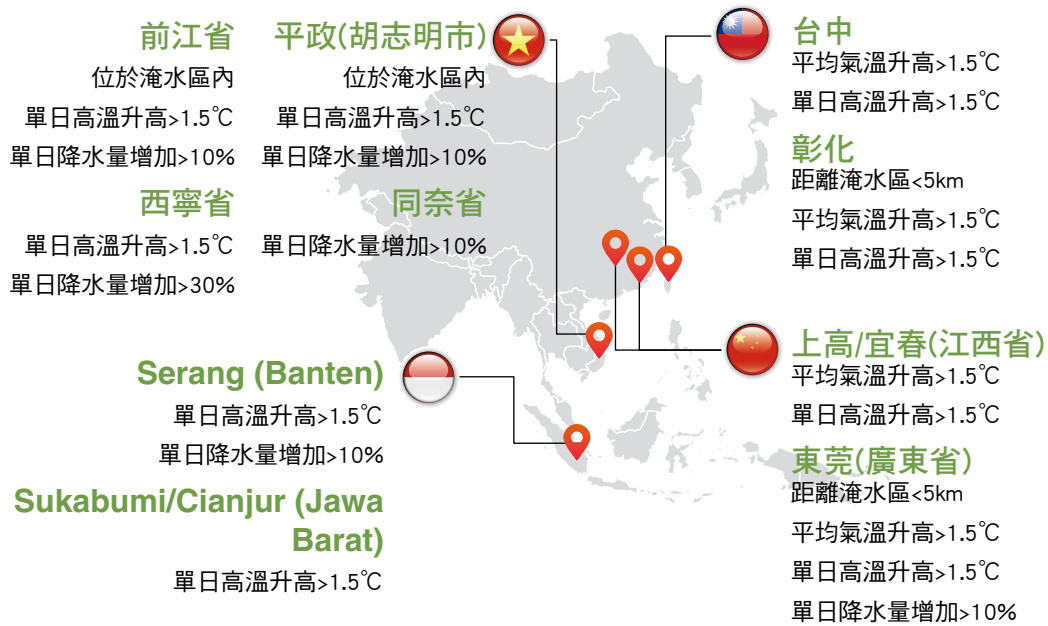 前江省
位於淹水區內
單日高溫升高>1.5℃
單日降水量增加>10%
平政(胡志明市)
位於淹水區內
單日高溫升高>1.5℃
單日降水量增加>10%
西寧省
單日高溫升高>1.5℃
單日降水量增加>30%
同奈省
單日降水量增加>10%
Serang (Banten)
單日高溫升高>1.5℃
單日降水量增加>10%
Sukabumi/Cianjur (Jawa
Barat)
單日高溫升高>1.5℃
台中
平均氣溫升高>1.5℃
單日高溫升高>1.5℃
彰化
距離淹水區<5km
平均氣溫升高>1.5℃
單日高溫升高>1.5℃
上高/宜春(江西省)
平均氣溫升高>1.5℃
單日高溫升高>1.5℃
東莞(廣東省)
距離淹水區<5km
平均氣溫升高>1.5℃
單日高溫升高>1.5℃
單日降水量增加>10%